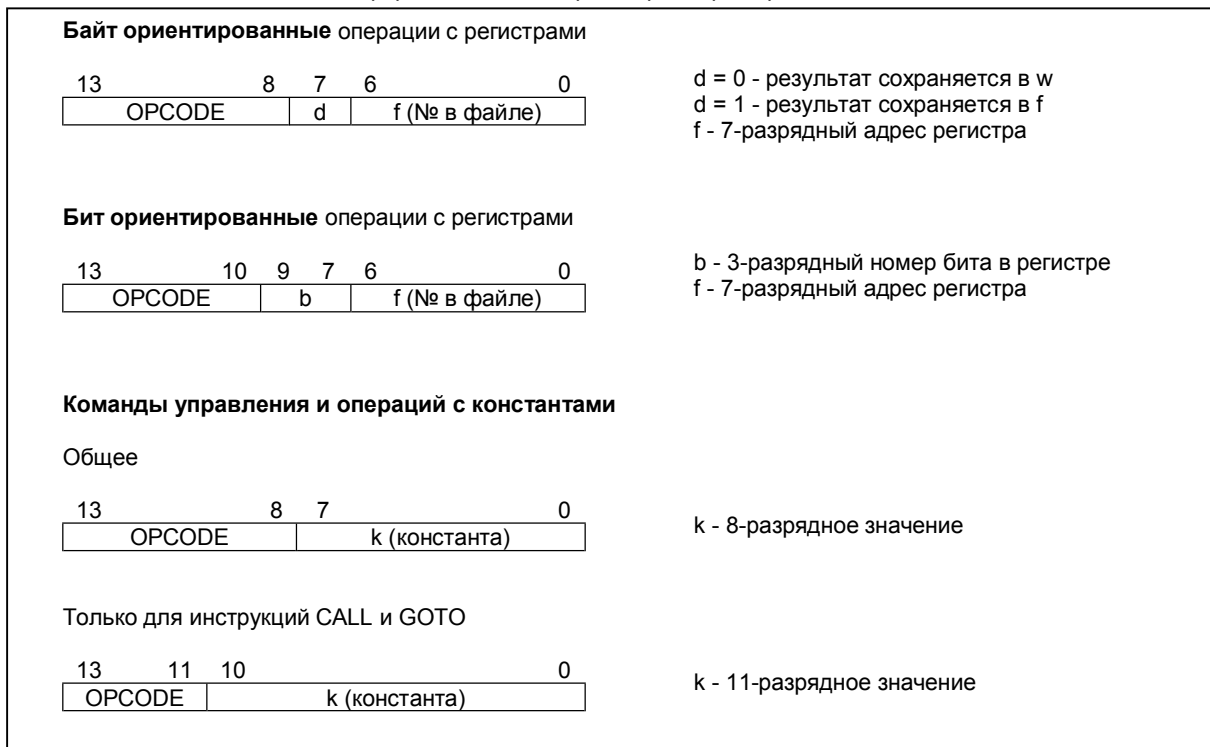 Байт ориентированные операции с регистрами
13 8 7 6 0
OPCODE d f (№ в файле)
d = 0 - результат сохраняется в w
d = 1 - результат сохраняется в f
f - 7-разрядный адрес регистра
Бит ориентированные операции с регистрами
13 10 9 7 6 0
OPCODE b f (№ в файле)
b - 3-разрядный номер бита в регистре
f - 7-разрядный адрес регистра
Команды управления и операций с константами
Общее
13 8 7 0
OPCODE k (константа)
k - 8-разрядное значение
Только для инструкций CALL и GOTO
13 11 10 0
OPCODE k (константа)
k - 11-разрядное значение